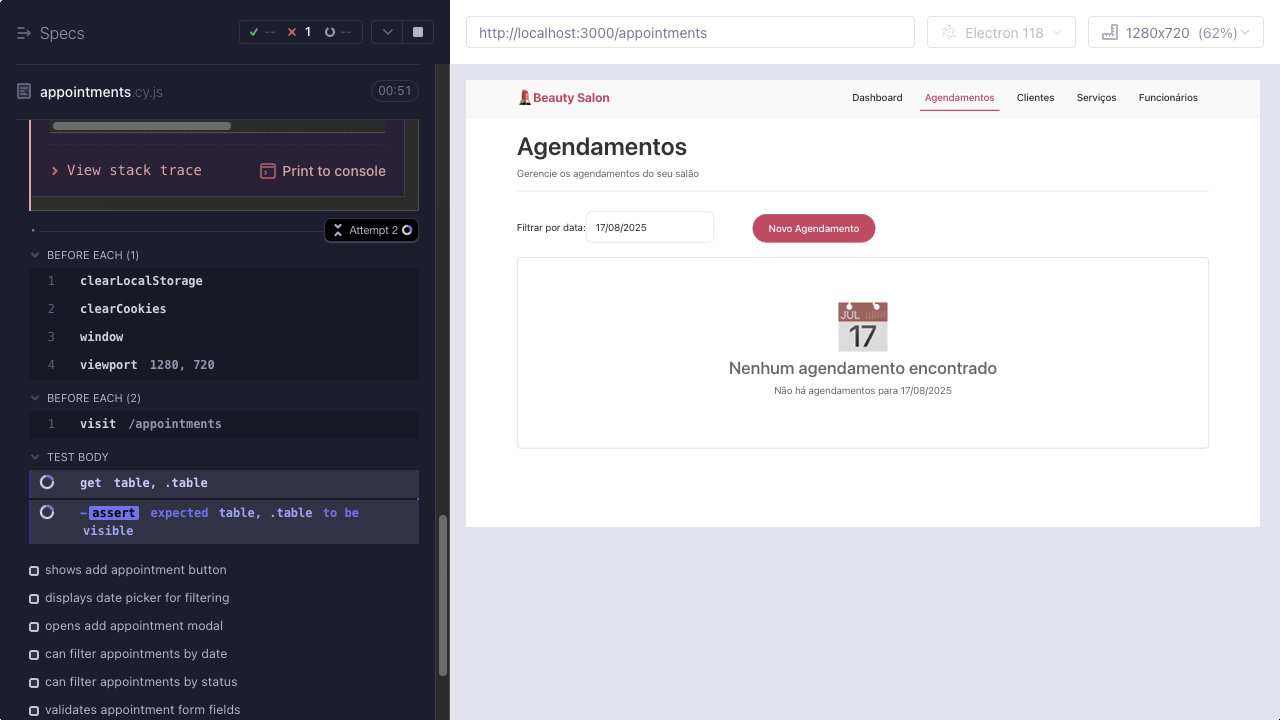 Specs
-- 1 --
appointments.cy.js
00:51
View stack trace
Print to console
Attempt 2
BEFORE EACH (1)
1 clearLocalStorage
2 clearCookies
3 window
4 viewport 1280, 720
BEFORE EACH (2)
1 visit /appointments
TEST BODY
get table, .table
-assert expected table, .table to be
visible
shows add appointment button
displays date picker for filtering
opens add appointment modal
can filter appointments by date
can filter appointments by status
validates appointment form fields
http://localhost:3000/appointments
Electron 118
1280x720 (62%)
Beauty Salon
Dashboard
Agendamentos
Clientes
Serviços
Funcionários
Agendamentos
Gerencie os agendamentos do seu salão
Filtrar por data: 17/08/2025
Novo Agendamento
JUL
17
Nenhum agendamento encontrado
Não há agendamentos para 17/08/2025